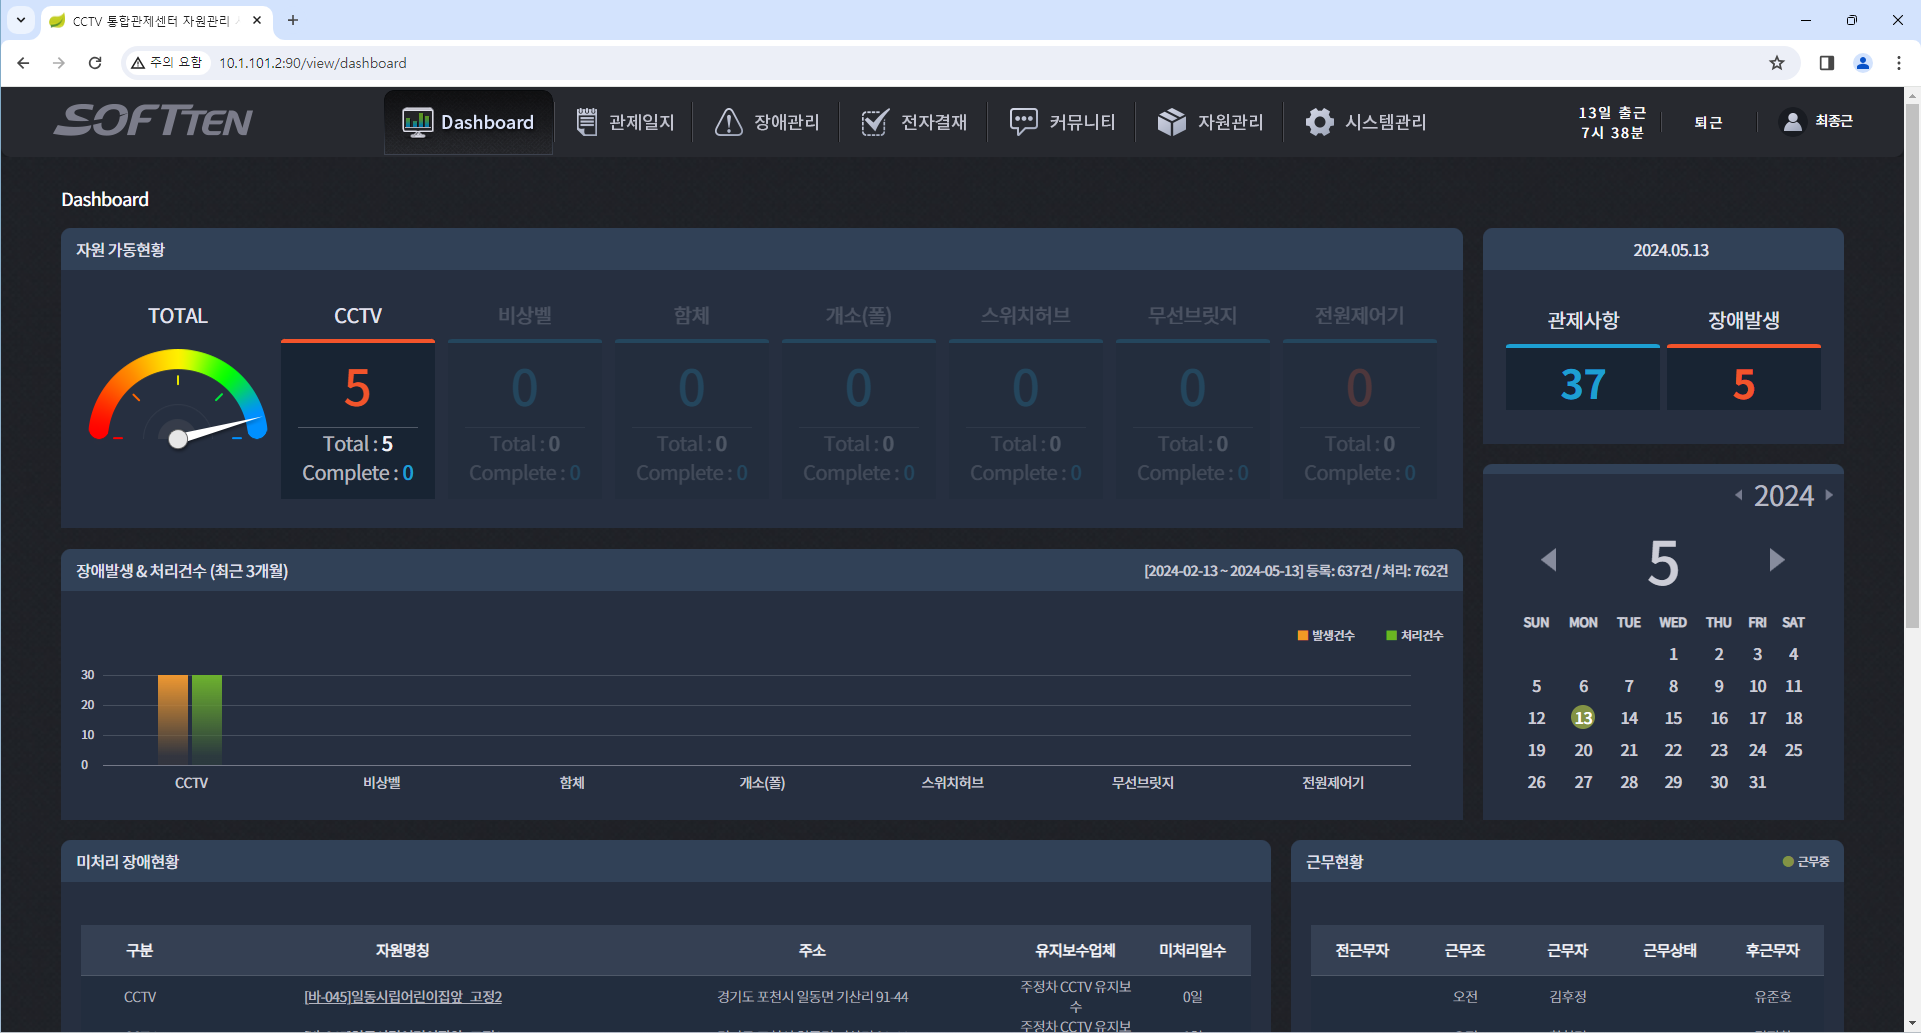 CCTV 통합관제센터 자원관리
주의 요함 10.1.101.2:90/view/dashboard
SOFTTEN
Dashboard 관제일지 장애관리 전자결재 커뮤니티 자원관리 시스템관리
13일 출근
7시 38분
퇴근 최종근
Dashboard
자원 가동현황
TOTAL CCTV 비상벨 함체 개소(폴) 스위치허브 무선브릿지 전원제어기
5 0 0 0 0 0 0
Total : 5 Total : 0 Total : 0 Total : 0 Total : 0 Total : 0 Total : 0
Complete : 0 Complete : 0 Complete : 0 Complete : 0 Complete : 0 Complete : 0 Complete : 0
2024.05.13
관제사항 장애발생
37 5
장애발생 & 처리건수 (최근 3개월) [2024-02-13 ~ 2024-05-13] 등록: 637건 / 처리: 762건
발생건수 처리건수
30
20
10
0
CCTV 비상벨 함체 개소(폴) 스위치허브 무선브릿지 전원제어기
2024
5
SUN MON TUE WED THU FRI SAT
1 2 3 4
5 6 7 8 9 10 11
12 13 14 15 16 17 18
19 20 21 22 23 24 25
26 27 28 29 30 31
미처리 장애현황
구분 자원명칭 주소 유지보수업체 미처리일수
CCTV [바-045]일동시립어린이집앞_고정2 경기도 포천시 일동면 기산리 91-44 주정차 CCTV 유지보수 0일
주정차 CCTV 유지보
근무현황 근무중
전근무자 근무조 근무자 근무상태 후근무자
오전 김후정 유준호